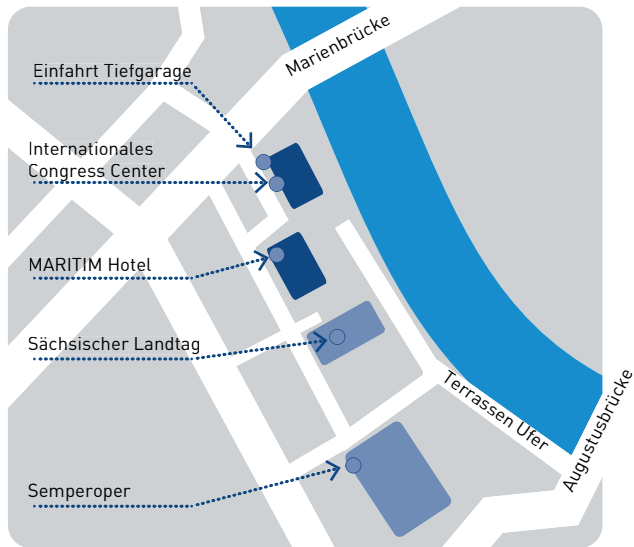 Marienbrücke
Einfahrt Tiefgarage
Internationales
Congress Center
MARITIM Hotel
Sächsischer Landtag
Terrassen Ufer
Augustusbrücke
Semperoper